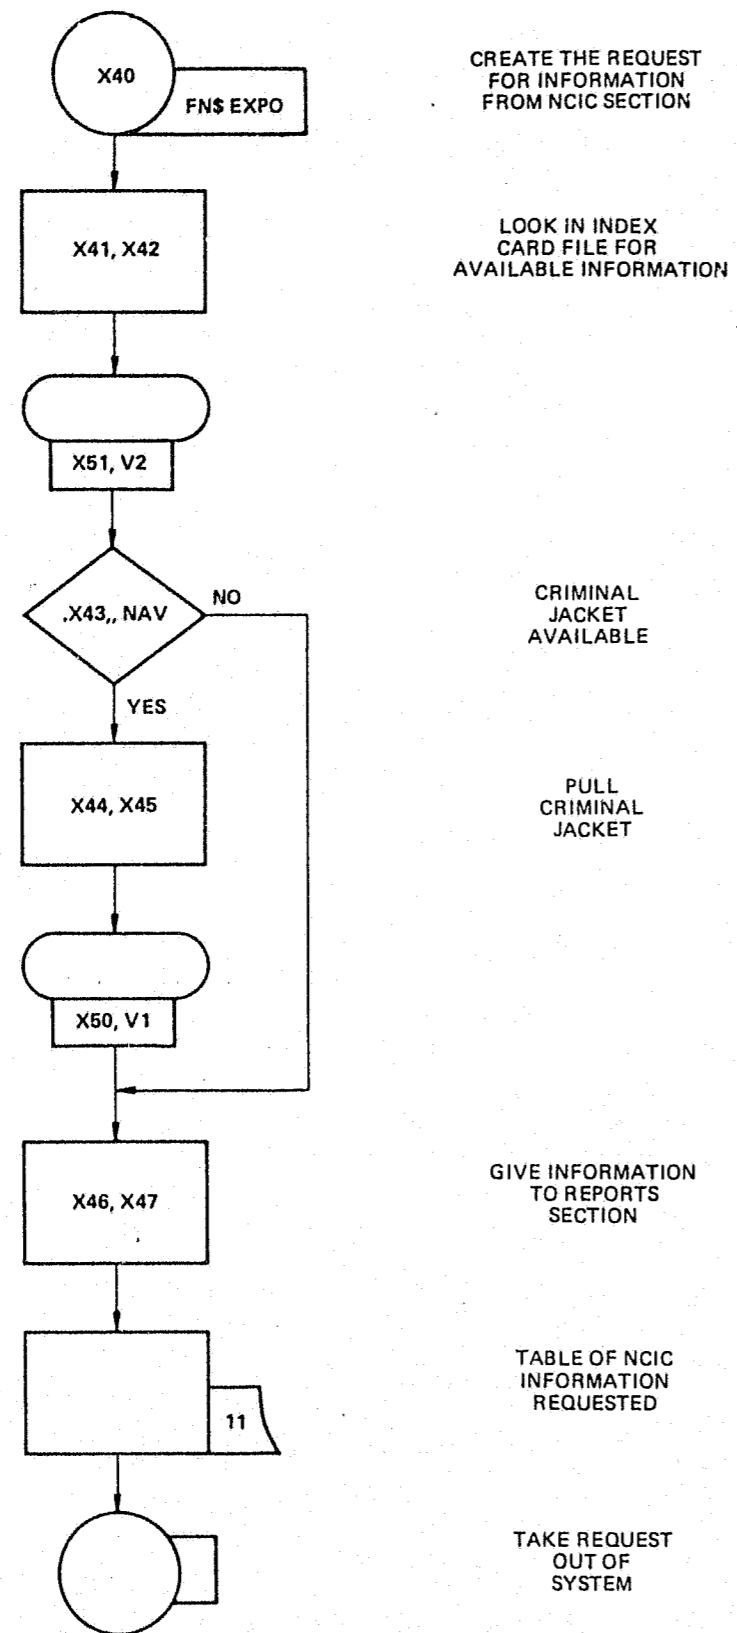 X40
FN$ EXPO
CREATE THE REQUEST
FOR INFORMATION
FROM NCIC SECTION
X41, X42
LOOK IN INDEX
CARD FILE FOR
AVAILABLE INFORMATION
X51, V2
.X43,, NAV
NO
YES
CRIMINAL
JACKET
AVAILABLE
X44, X45
PULL
CRIMINAL
JACKET
X50, V1
X46, X47
GIVE INFORMATION
TO REPORTS
SECTION
11
TABLE OF NCIC
INFORMATION
REQUESTED
TAKE REQUEST
OUT OF
SYSTEM